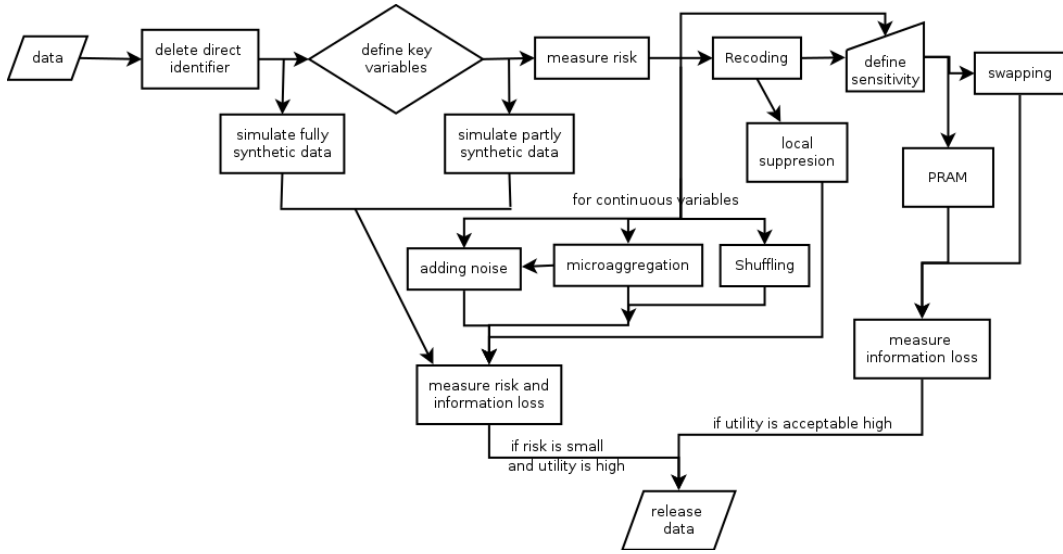 data
delete direct
identifier
define key
variables
measure risk
Recoding
define
sensitivity
swapping
simulate fully
synthetic data
simulate partly
synthetic data
local
suppresion
PRAM
for continuous variables
adding noise
microaggregation
Shuffling
measure
information loss
measure risk and
information loss
if utility is acceptable high
if risk is small
and utility is high
release
data